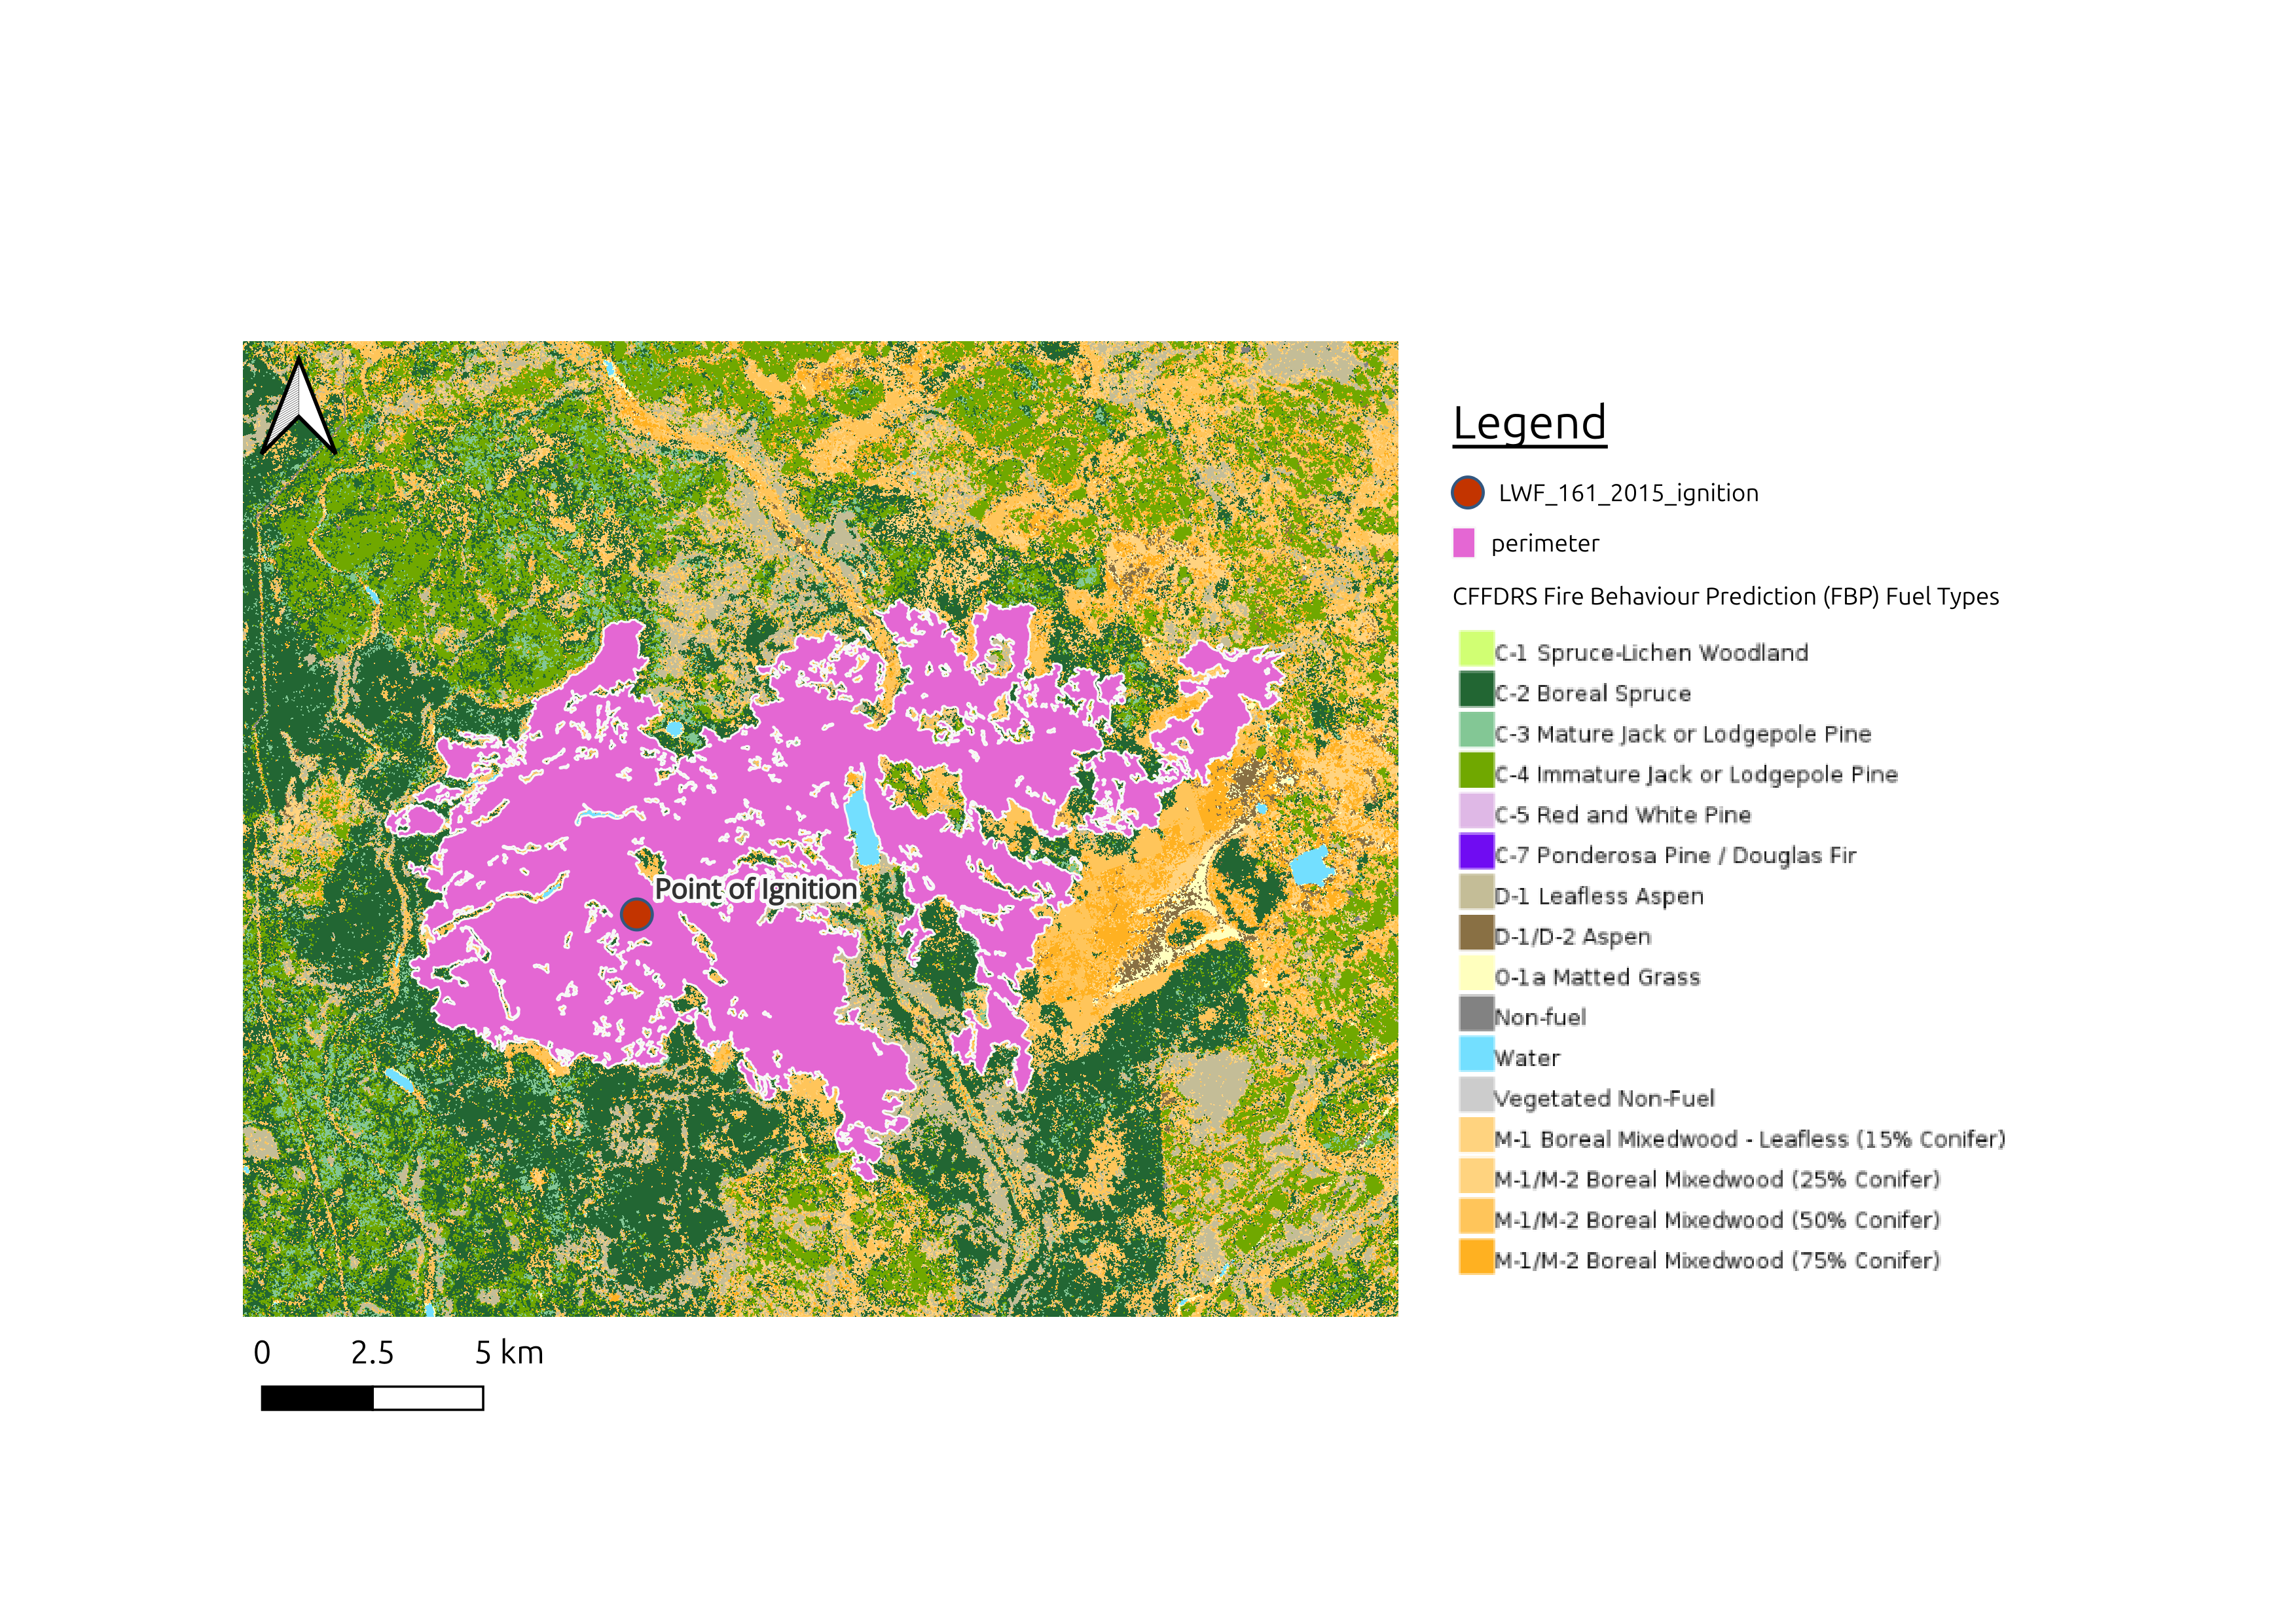 Legend
LWF_161_2015_ignition
perimeter
CFFDRS Fire Behaviour Prediction (FBP) Fuel Types
C-1 Spruce-Lichen Woodland
C-2 Boreal Spruce
C-3 Mature Jack or Lodgepole Pine
C-4 Immature Jack or Lodgepole Pine
C-5 Red and White Pine
C-7 Ponderosa Pine / Douglas Fir
D-1 Leafless Aspen
D-1/D-2 Aspen
O-1a Matted Grass
Non-fuel
Water
Vegetated Non-Fuel
M-1 Boreal Mixedwood - Leafless (15% Conifer)
M-1/M-2 Boreal Mixedwood (25% Conifer)
M-1/M-2 Boreal Mixedwood (50% Conifer)
M-1/M-2 Boreal Mixedwood (75% Conifer)
Point of Ignition
0 2.5 5 km